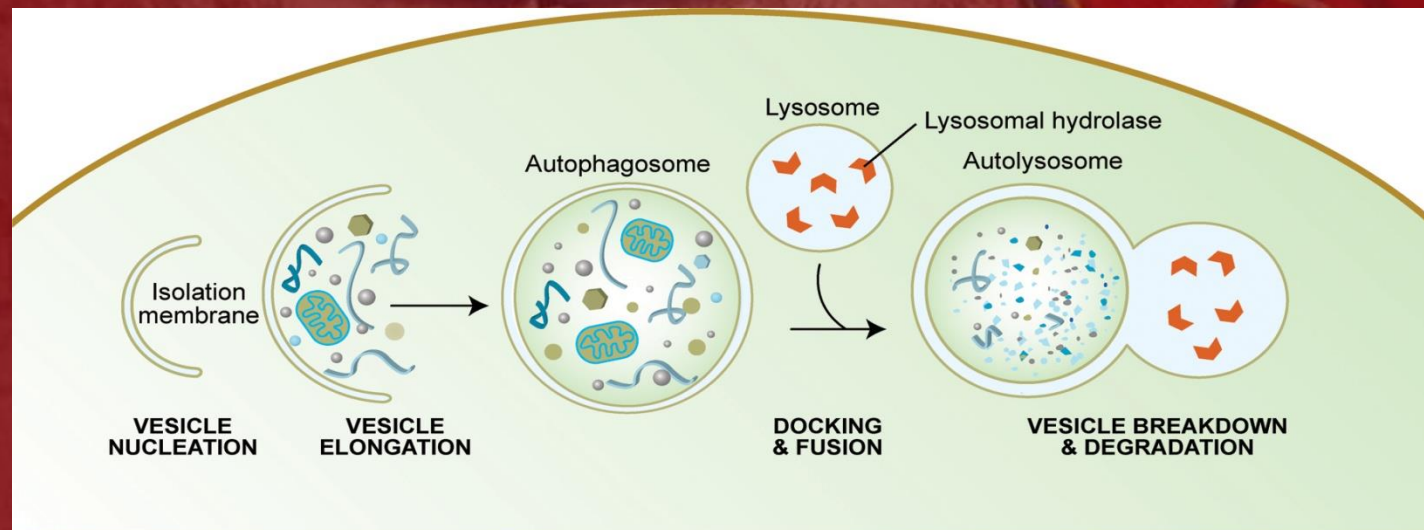 Lysosome
Lysosomal hydrolase
Autophagosome
Autolysosome
Isolation
membrane
VESICLE
NUCLEATION
VESICLE
ELONGATION
DOCKING
& FUSION
VESICLE BREAKDOWN
& DEGRADATION